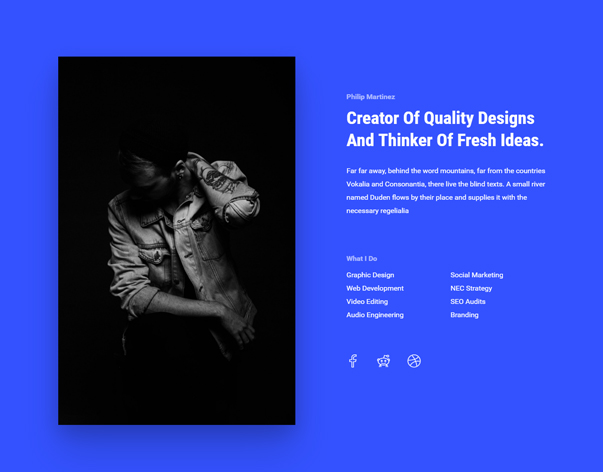 Philip Martinez
Creator Of Quality Designs
And Thinker Of Fresh Ideas.
Far far away, behind the word mountains, far from the countries
Vokalia and Consonantia, there live the blind texts. A small river
named Duden flows by their place and supplies it with the
necessary regelialia
What I Do
Graphic Design
Web Development
Video Editing
Audio Engineering
Social Marketing
NEC Strategy
SEO Audits
Branding